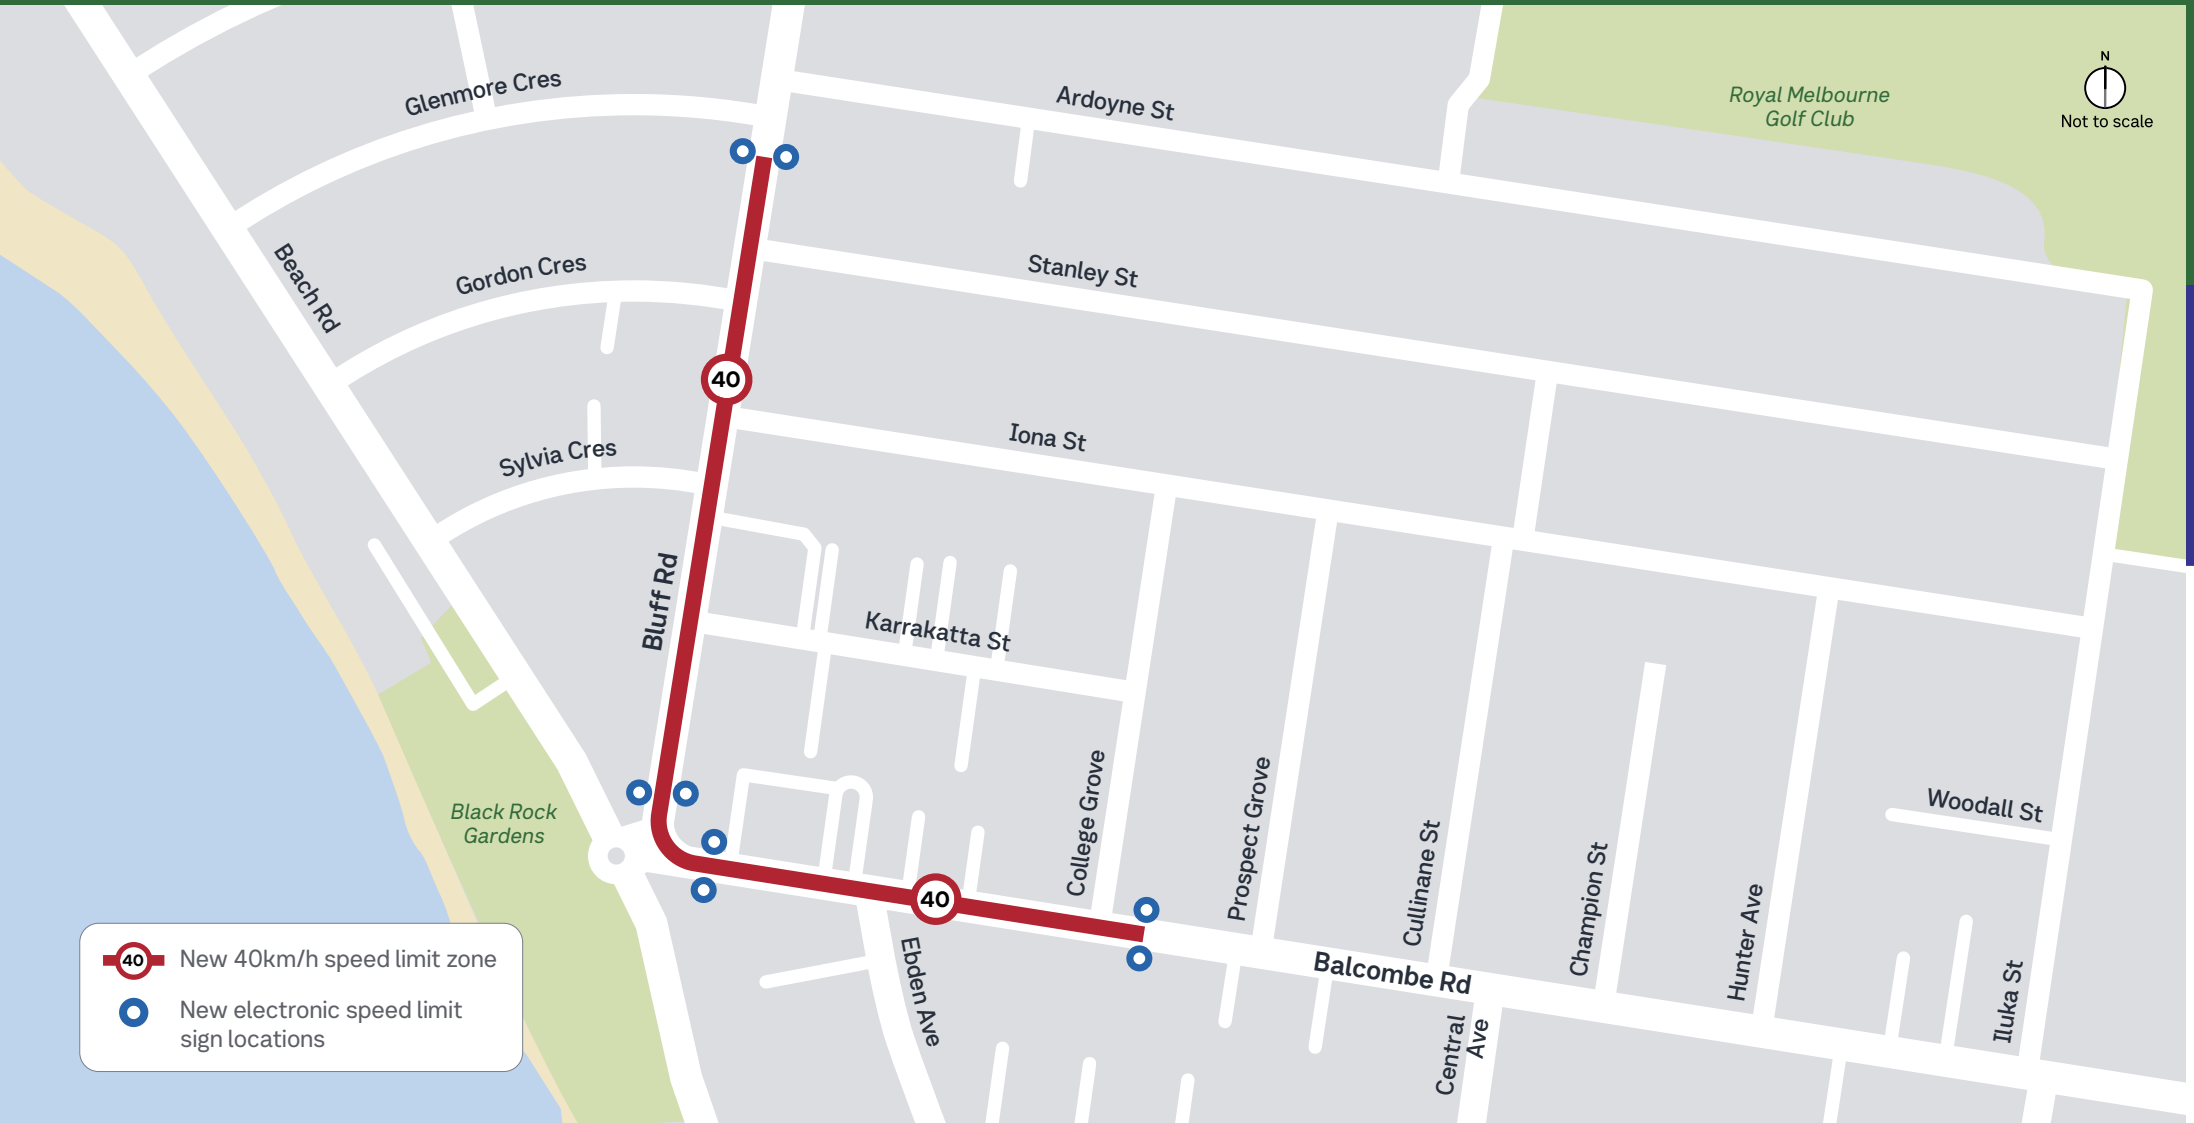 Glenmore Cres
Ardoyne St
Royal Melbourne
Golf Club
N
Not to scale
Beach Rd
Gordon Cres
Stanley St
40
Sylvia Cres
Iona St
Bluff Rd
Karrakatta St
College Grove
Prospect Grove
Cullinane St
Champion St
Hunter Ave
Woodall St
Iluka St
Black Rock
Gardens
40
Ebden Ave
Balcombe Rd
Central
Ave
40 New 40km/h speed limit zone
New electronic speed limit
sign locations